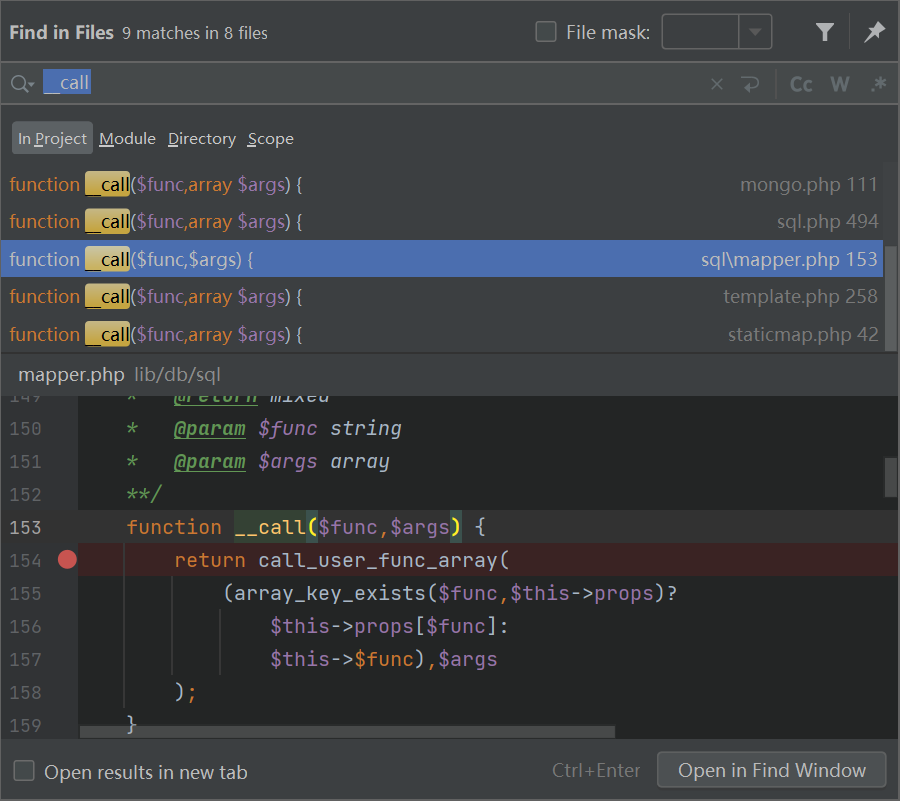 Find in Files 9 matches in 8 files File mask:
__call Cc W .*
In Project Module Directory Scope
function __call($func,array $args) { mongo.php 111
function __call($func,array $args) { sql.php 494
function __call($func,$args) { sql\mapper.php 153
function __call($func,array $args) { template.php 258
function __call($func,array $args) { staticmap.php 42
mapper.php lib/db/sql
149 * @return mixed
150 * @param $func string
151 * @param $args array
152 **/
153 function __call($func,$args) {
154 return call_user_func_array(
155 (array_key_exists($func,$this->props)?
156 $this->props[$func]:
157 $this->$func),$args
158 );
159 }
Open results in new tab Ctrl+Enter Open in Find Window